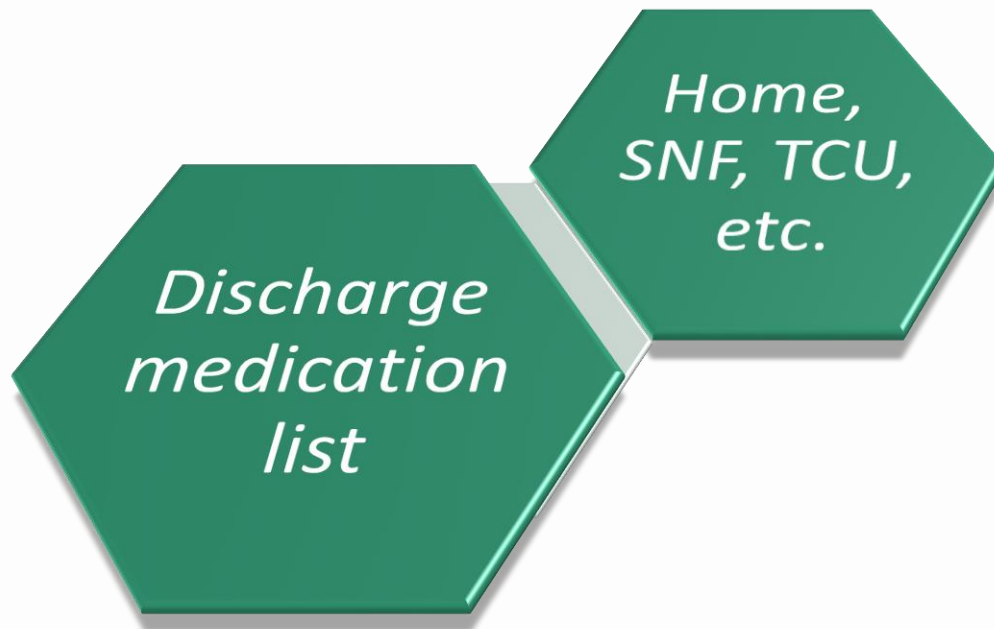 Home,
SNF, TCU,
etc.
Discharge
medication
list